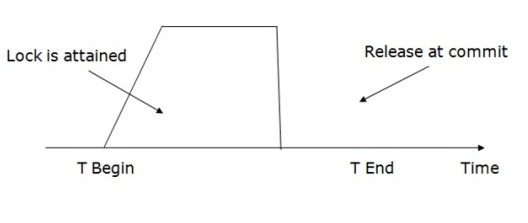 Lock is attained
Release at commit
T Begin
T End
Time